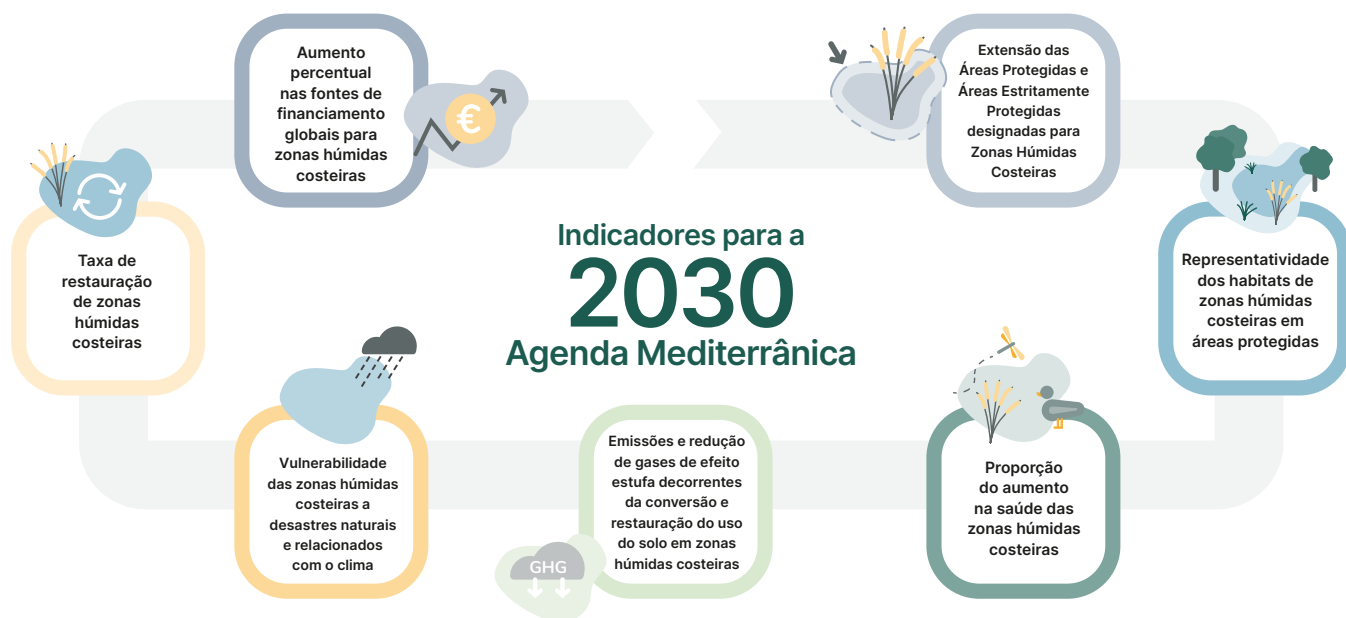 Aumento
percentual
nas fontes de
financiamento
globais para
zonas húmidas
costeiras
€
Extensão das
Áreas Protegidas e
Áreas Estritamente
Protegidas
designadas para
Zonas Húmidas
Costeiras
Taxa de
restauração
de zonas
húmidas
costeiras
Indicadores para a
2030
Agenda Mediterrânica
Representatividade
dos habitats de
zonas húmidas
costeiras em
áreas protegidas
Vulnerabilidade
das zonas húmidas
costeiras a
desastres naturais
e relacionados
com o clima
Emissões e redução
de gases de efeito
estufa decorrentes
da conversão e
restauração do uso
do solo em zonas
húmidas costeiras
GHG
Proporção
do aumento
na saúde das
zonas húmidas
costeiras